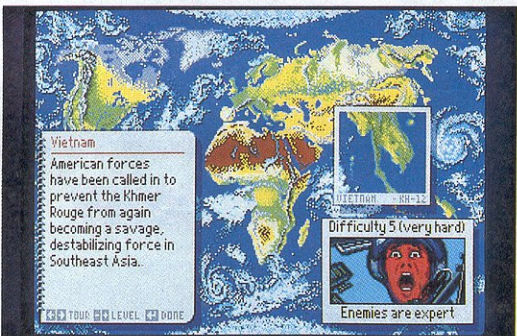 Vietnam
American forces
have been called in to
prevent the Khmer
Rouge from again
becoming a savage,
destabilizing force in
Southeast Asia..
TOUR LEVEL DONE
VIETNAM - KH-12
Difficulty 5 (very hard)
Enemies are expert